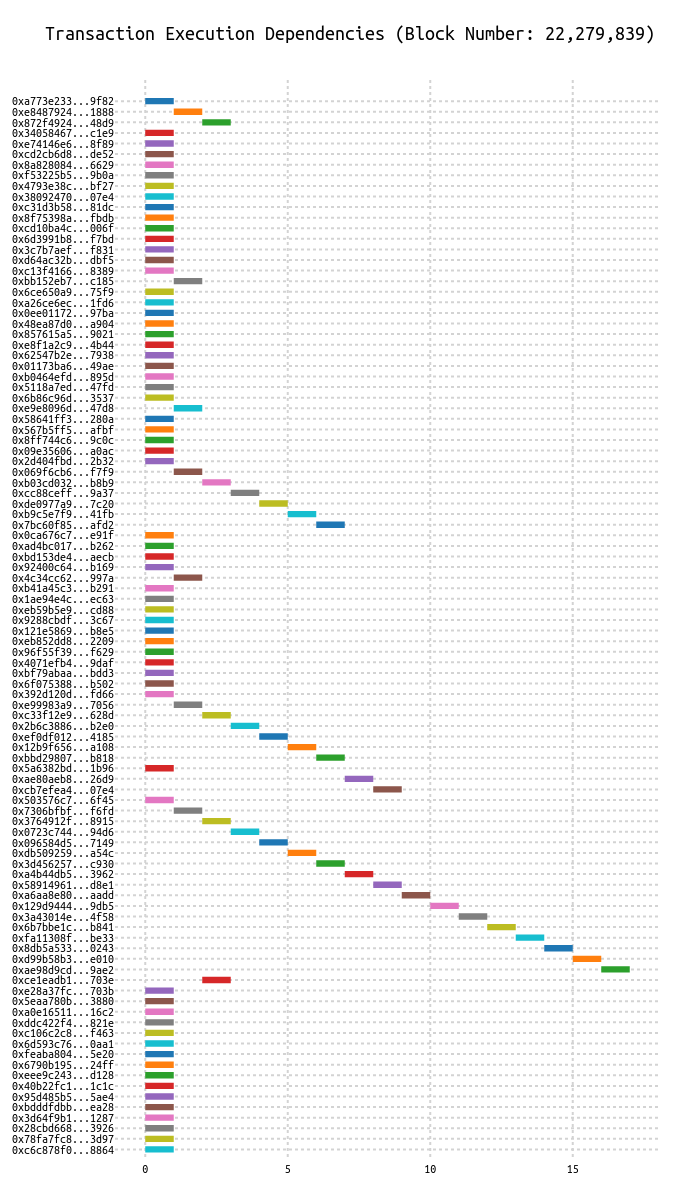 Transaction Execution Dependencies (Block Number: 22,279,839)
0xa773e233...9f82
0xe8487924...1888
0x872f4924...48d9
0x34058467...c1e9
0xe74146e6...8f89
0xcd2cb6d8...de52
0x8a828084...6629
0xf53225b5...9b0a
0x4793e38c...bf27
0x38092470...07e4
0xc31d3b58...81dc
0x8f75398a...fbdb
0xcd10ba4c...006f
0x6d3991b8...f7bd
0x3c7b7aef...f831
0xd64ac32b...dbf5
0xc13f4166...8389
0xbb152eb7...c185
0x6ce650a9...75f9
0xa26ce6ec...1fd6
0x0ee01172...97ba
0x48ea87d0...a904
0x857615a5...9021
0xe8f1a2c9...4b44
0x62547b2e...7938
0x01173ba6...49ae
0xb0464efd...895d
0x5118a7ed...47fd
0x6b86c96d...3537
0xe9e8096d...47d8
0x58641ff3...280a
0x567b5ff5...afbf
0x8ff744c6...9c0c
0x09e35606...a0ac
0x2d404fbd...2b32
0x069f6cb6...f7f9
0xb03cd032...b8b9
0xcc88ceff...9a37
0xde0977a9...7c20
0xb9c5e7f9...41fb
0x7bc60f85...afd2
0x0ca676c7...e91f
0xad4bc017...b262
0xbd153de4...aecb
0x92400c64...b169
0x4c34cc62...997a
0xb41a45c3...b291
0x1ae94e4c...ec63
0xeb59b5e9...cd88
0x9288cbdf...3c67
0x121e5869...b8e5
0xeb852dd8...2209
0x96f55f39...f629
0x4071efb4...9daf
0xbf79abaa...bdd3
0x6f075388...b502
0x392d120d...fd66
0xe99983a9...7056
0xc33f12e9...628d
0x2b6c3886...b2e0
0xef0df012...4185
0x12b9f656...a108
0xbbd29807...b818
0x5a6382bd...1b96
0xae80aeb8...26d9
0xcb7efea4...07e4
0x503576c7...6f45
0x7306bfbf...f6fd
0x3764912f...8915
0x0723c744...94d6
0x096584d5...7149
0xdb509259...a54c
0x3d456257...c930
0xa4b44db5...3962
0x58914961...d8e1
0xa6aa8e80...aadd
0x129d9444...9db5
0x3a43014e...4f58
0x6b7bbe1c...b841
0xfa11308f...be33
0x8db5a533...0243
0xd99b58b3...e010
0xae98d9cd...9ae2
0xce1eadb1...703e
0xe28a37fc...703b
0x5eaa780b...3880
0xa0e16511...16c2
0xddc422f4...821e
0xc106c2c8...f463
0x6d593c76...0aa1
0xfeaba804...5e20
0x6790b195...24ff
0xeee9c243...d128
0x40b22fc1...1c1c
0x95d485b5...5ae4
0xbdddfdbb...ea28
0x3d64f9b1...1287
0x28cbd668...3926
0x78fa7fc8...3d97
0xc6c878f0...8864
0 5 10 15